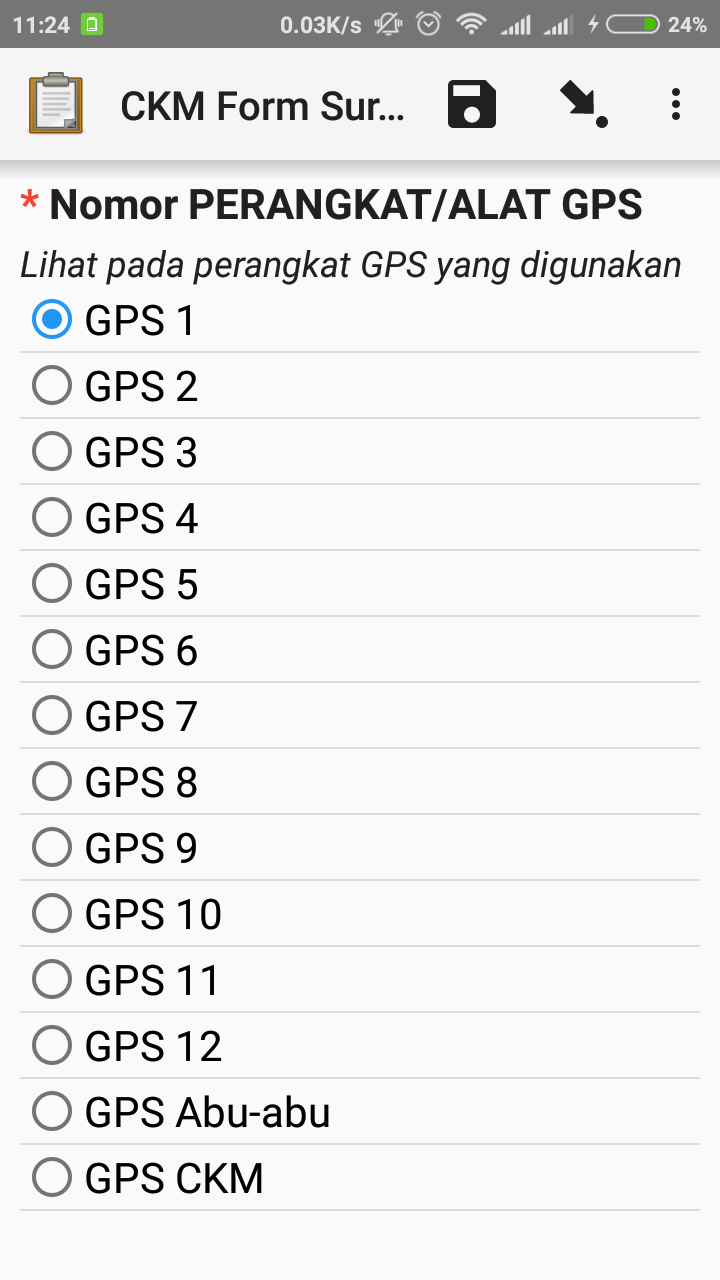 11:24 0.03K/s 24%
CKM Form Sur...
* Nomor PERANGKAT/ALAT GPS
Lihat pada perangkat GPS yang digunakan
GPS 1
GPS 2
GPS 3
GPS 4
GPS 5
GPS 6
GPS 7
GPS 8
GPS 9
GPS 10
GPS 11
GPS 12
GPS Abu-abu
GPS CKM